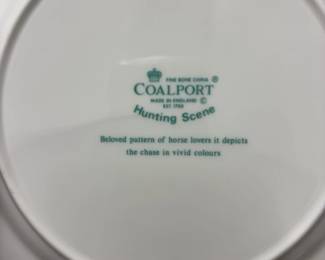 FINE BONE CHINA ®
COALPORT
MADE IN ENGLAND ©
EST. 1750
Hunting Scene
Beloved pattern of horse lovers it depicts
the chase in vivid colours